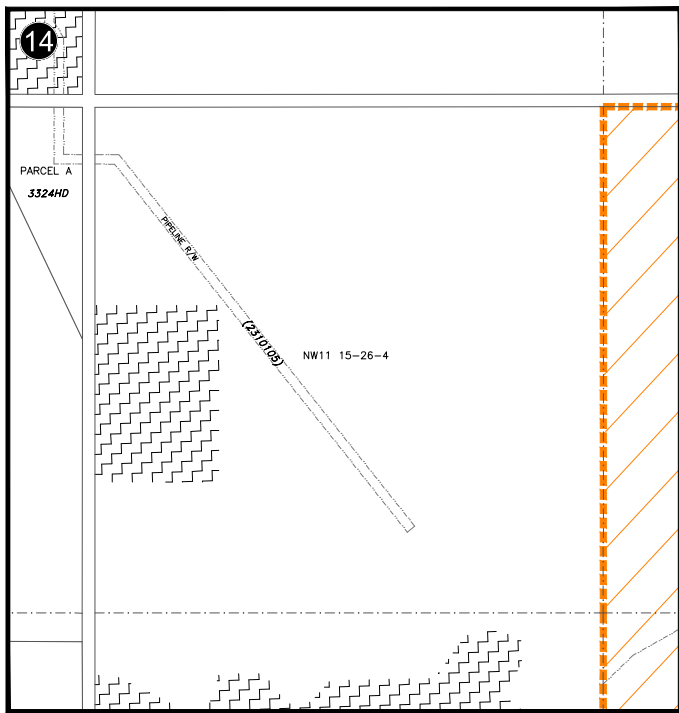 14
PARCEL A
3324HD
PIPELINE R/W
(2310105)
NW11 15-26-4